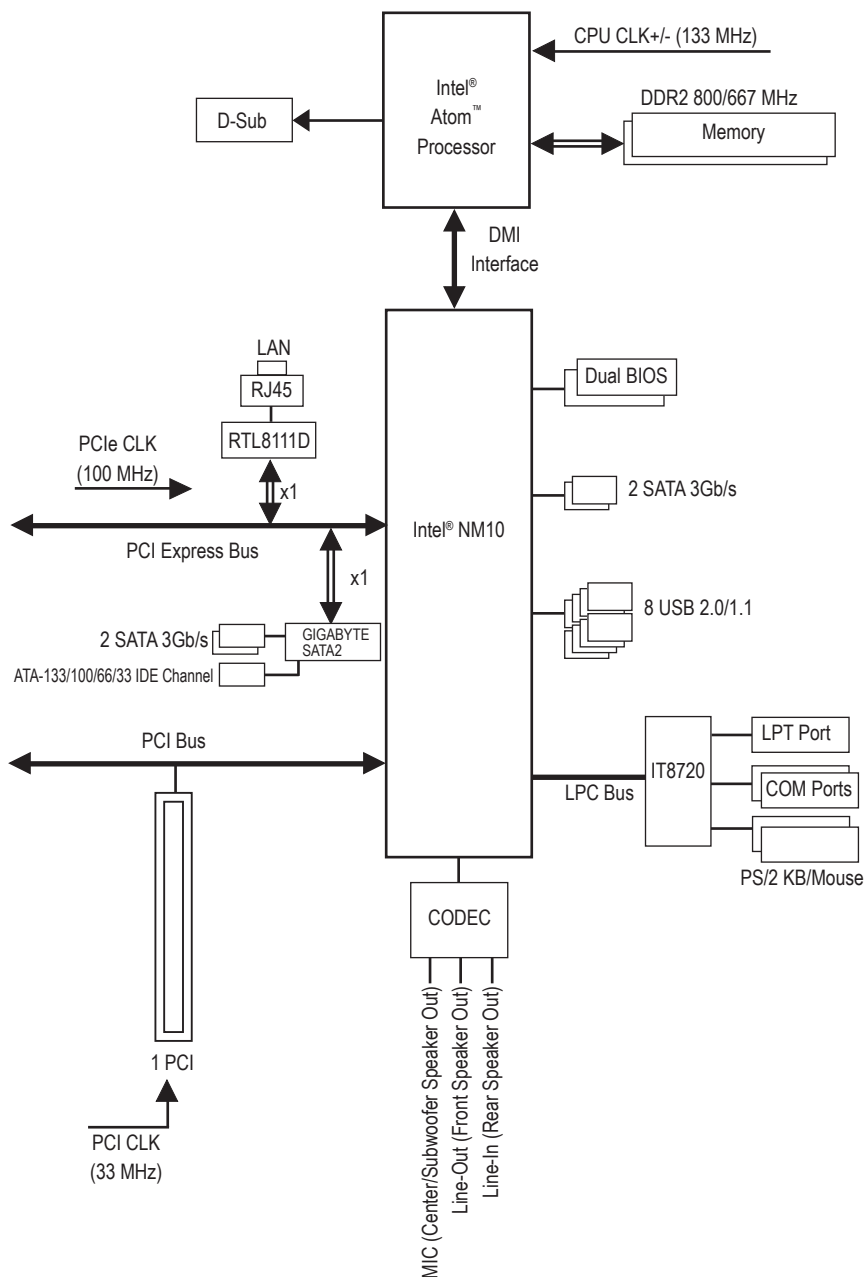 CPU CLK+/- (133 MHz)
Intel®
Atom™
Processor
D-Sub
DDR2 800/667 MHz
Memory
DMI
Interface
LAN
RJ45
RTL8111D
PCIe CLK
(100 MHz)
x1
PCI Express Bus
x1
2 SATA 3Gb/s
GIGABYTE
SATA2
ATA-133/100/66/33 IDE Channel
Intel® NM10
Dual BIOS
2 SATA 3Gb/s
8 USB 2.0/1.1
PCI Bus
LPC Bus
IT8720
LPT Port
COM Ports
PS/2 KB/Mouse
CODEC
MIC (Center/Subwoofer Speaker Out)
Line-Out (Front Speaker Out)
Line-In (Rear Speaker Out)
1 PCI
PCI CLK
(33 MHz)